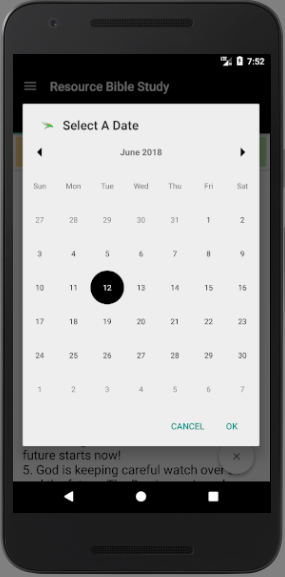 7:52
Resource Bible Study
Select A Date
June 2018
Sun Mon Tue Wed Thu Fri Sat
27 28 29 30 31 1 2
3 4 5 6 7 8 9
10 11 12 13 14 15 16
17 18 19 20 21 22 23
24 25 26 27 28 29 30
1 2 3 4 5 6 7
CANCEL OK
future starts now!
5. God is keeping careful watch over